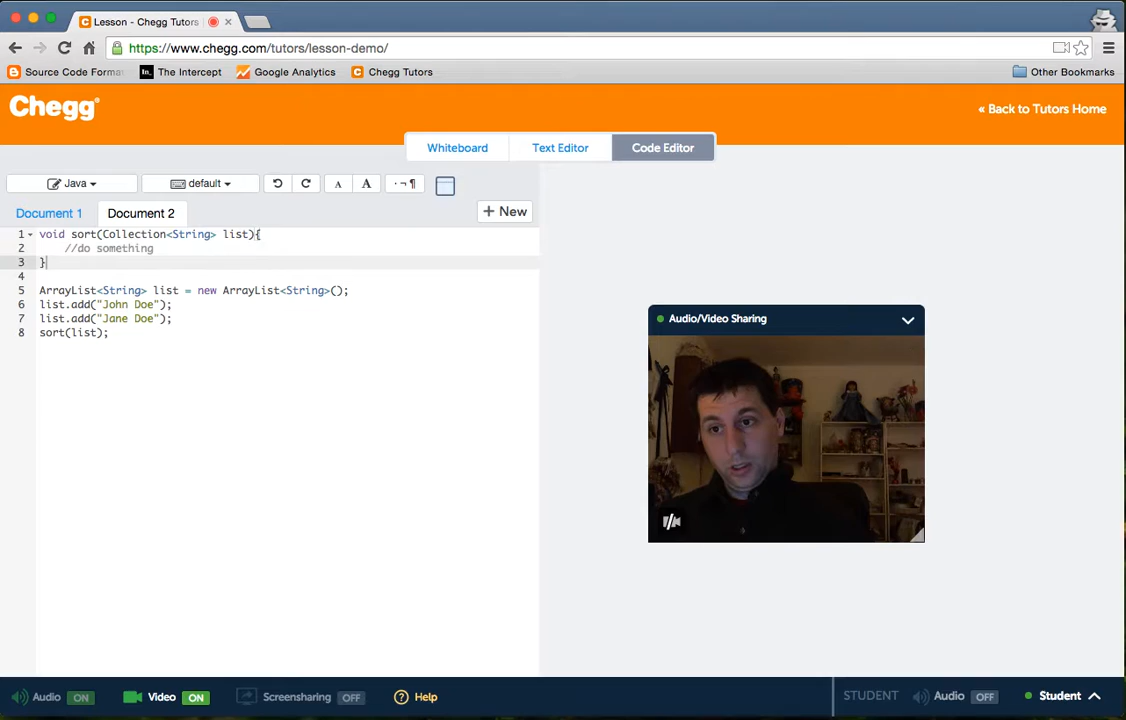 Lesson - Chegg Tutors
https://www.chegg.com/tutors/lesson-demo/
Source Code Format
In_ The Intercept
Google Analytics
Chegg Tutors
Other Bookmarks
Chegg®
« Back to Tutors Home
Whiteboard
Text Editor
Code Editor
Java
default
A
A
· ¬ ¶
Document 1
Document 2
+ New
1 void sort(Collection<String> list){
2 //do something
3 }
4
5 ArrayList<String> list = new ArrayList<String>();
6 list.add("John Doe");
7 list.add("Jane Doe");
8 sort(list);
Audio/Video Sharing
Audio ON
Video ON
Screensharing OFF
? Help
STUDENT
Audio OFF
Student